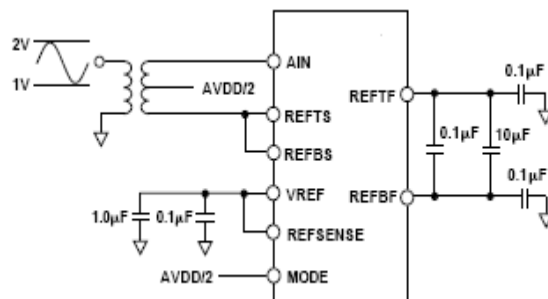 2V
1V
AIN
AVDD/2
REFTS
REFBS
VREF
1.0µF
0.1µF
REFSENSE
AVDD/2
MODE
REFTF
0.1µF
0.1µF
10µF
0.1µF
REFBF